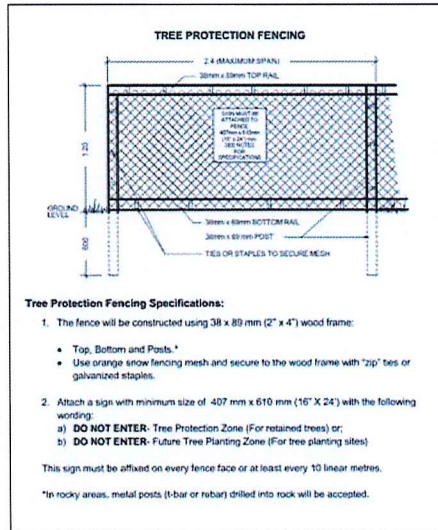 TREE PROTECTION FENCING
2.4 (MAXIMUM SPAN)
38mm x 89mm TOP RAIL
SIGN MUST BE
ATTACHED TO
FENCE
(SEE NOTES
FOR
SPECIFICATIONS)
1.20
GROUND
LEVEL
38mm x 89mm BOTTOM RAIL
38mm x 89mm POST
600
TIES OR STAPLES TO SECURE MESH
Tree Protection Fencing Specifications:
1. The fence will be constructed using 38 x 89 mm (2" x 4") wood frame:
• Top, Bottom and Posts.*
• Use orange snow fencing mesh and secure to the wood frame with "zip" ties or
galvanized staples.
2. Attach a sign with minimum size of 407 mm x 610 mm (16" X 24') with the following
wording:
a) DO NOT ENTER- Tree Protection Zone (For retained trees) or;
b) DO NOT ENTER- Future Tree Planting Zone (For tree planting sites)
This sign must be affixed on every fence face or at least every 10 linear metres.
*In rocky areas, metal posts (t-bar or rebar) drilled into rock will be accepted.